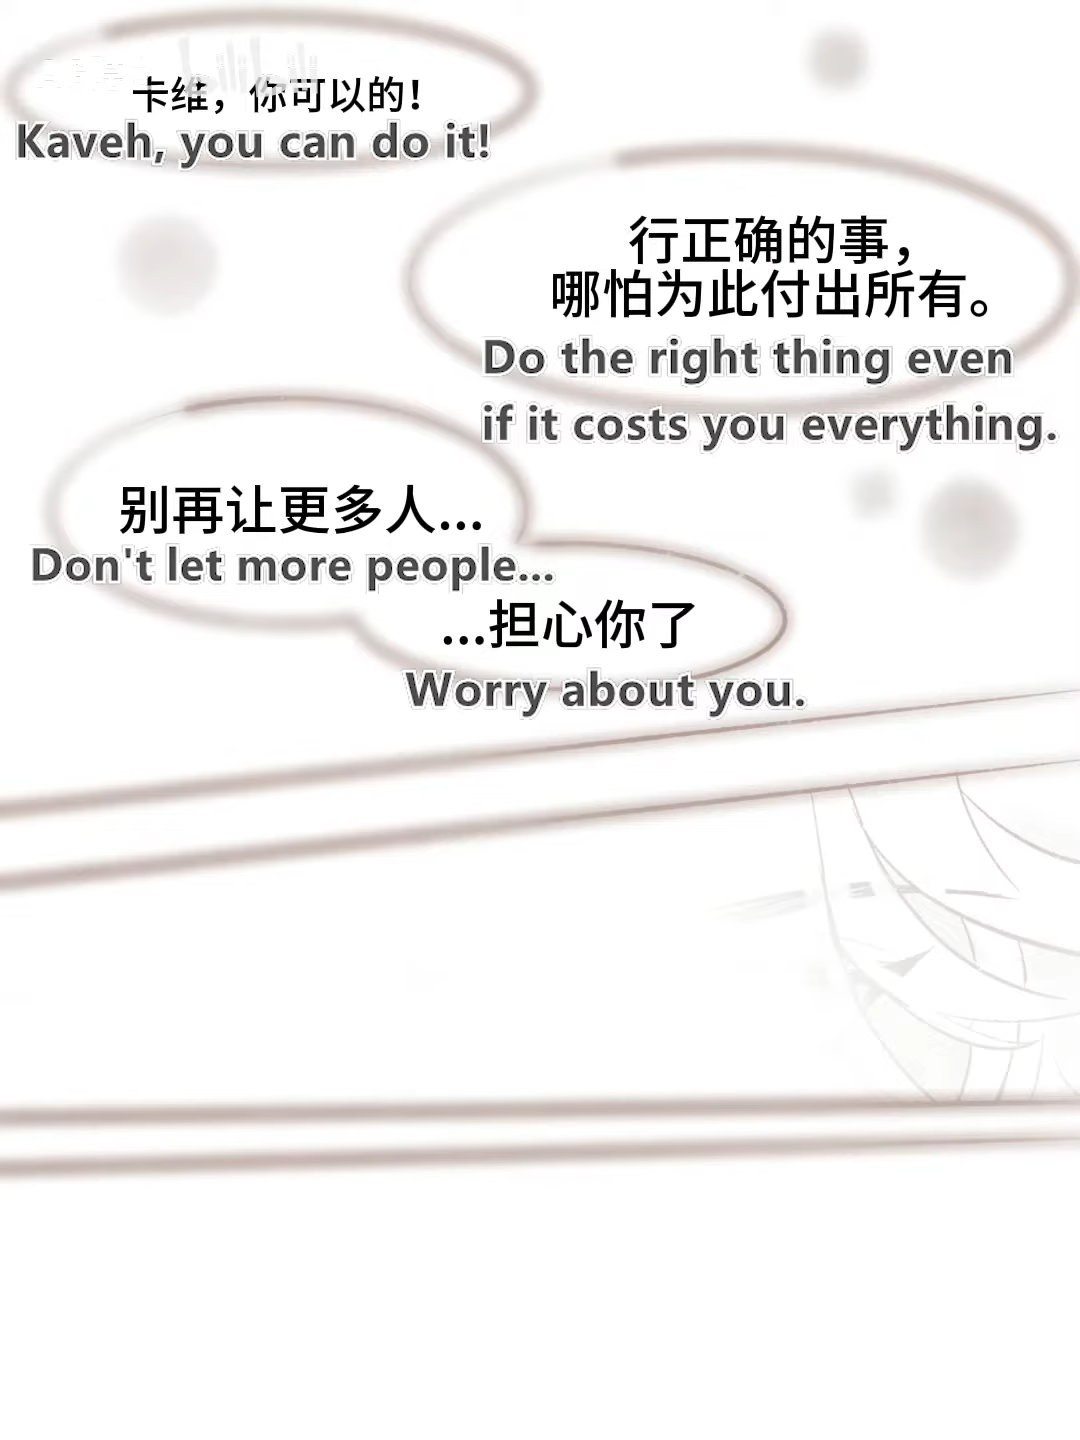 卡维，你可以的！
Kaveh, you can do it!
行正确的事，
哪怕为此付出所有。
Do the right thing even
if it costs you everything.
别再让更多人...
Don't let more people...
...担心你了
Worry about you.